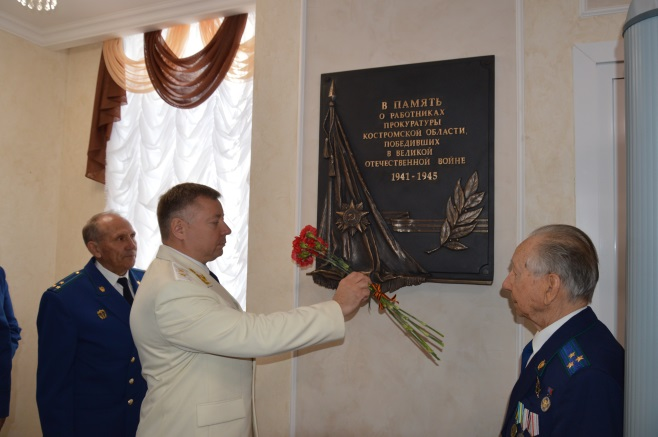 В ПАМЯТЬ
О РАБОТНИКАХ
ПРОКУРАТУРЫ
КОСТРОМСКОЙ ОБЛАСТИ,
ПОБЕДИВШИХ
В ВЕЛИКОЙ
ОТЕЧЕСТВЕННОЙ ВОЙНЕ
1941-1945